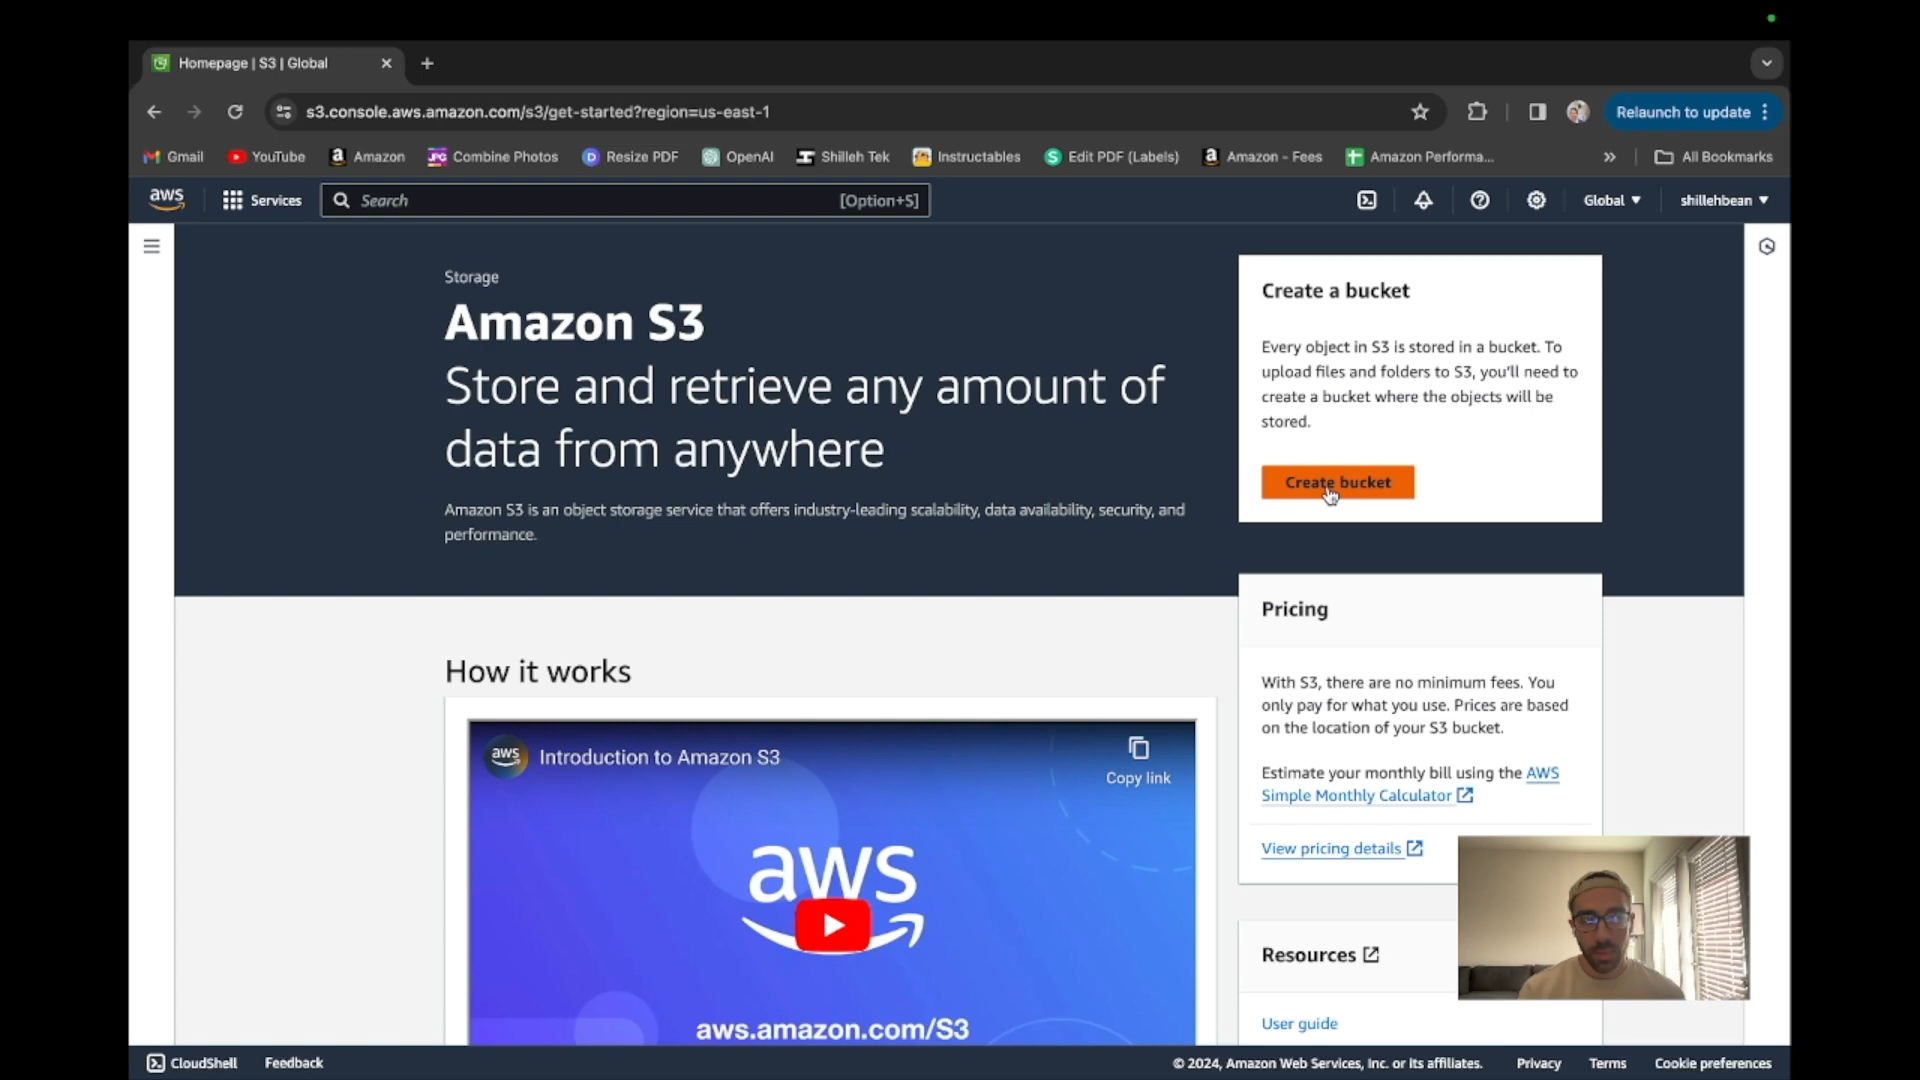 Homepage | S3 | Global
s3.console.aws.amazon.com/s3/get-started?region=us-east-1
Relaunch to update
Gmail
YouTube
a Amazon
JPG Combine Photos
D Resize PDF
OpenAI
Shilleh Tek
Instructables
S Edit PDF (Labels)
a Amazon - Fees
Amazon Performa...
All Bookmarks
aws
Services
Search
[Option+S]
Global
shillehbean
Storage
Amazon S3
Store and retrieve any amount of
data from anywhere
Amazon S3 is an object storage service that offers industry-leading scalability, data availability, security, and
performance.
Create a bucket
Every object in S3 is stored in a bucket. To
upload files and folders to S3, you'll need to
create a bucket where the objects will be
stored.
Create bucket
How it works
aws
Introduction to Amazon S3
Copy link
aws
aws.amazon.com/S3
Pricing
With S3, there are no minimum fees. You
only pay for what you use. Prices are based
on the location of your S3 bucket.
Estimate your monthly bill using the AWS
Simple Monthly Calculator
View pricing details
Resources
User guide
CloudShell
Feedback
© 2024, Amazon Web Services, Inc. or its affiliates.
Privacy
Terms
Cookie preferences